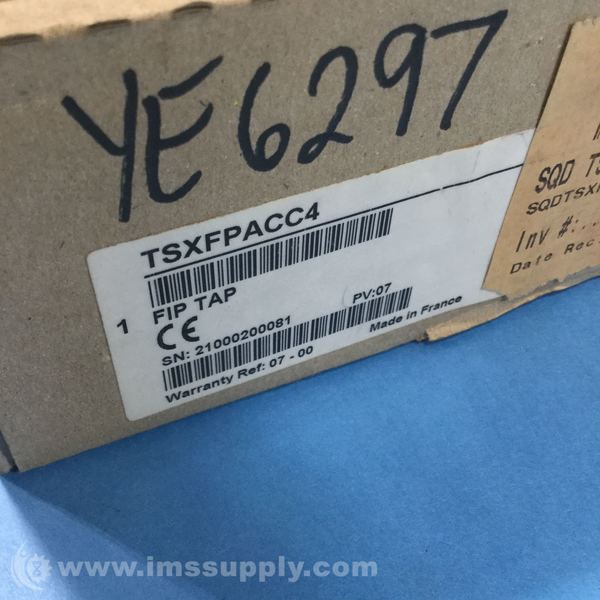 YE6297
TSXFPACC4
1 FIP TAP
PV:07
CE
SN: 21000200081
Made in France
Warranty Ref: 07 - 00
SQD
SQDTSX
Inv #:
Date Rec
www.imssupply.com